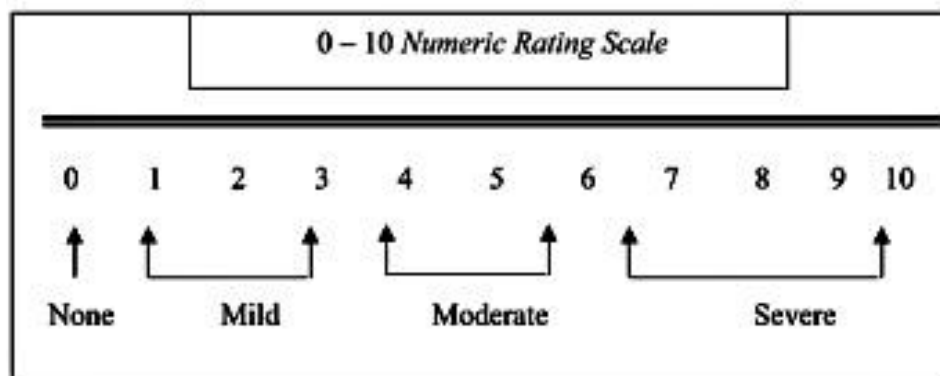 0 – 10 Numeric Rating Scale
0 1 2 3 4 5 6 7 8 9 10
None Mild Moderate Severe